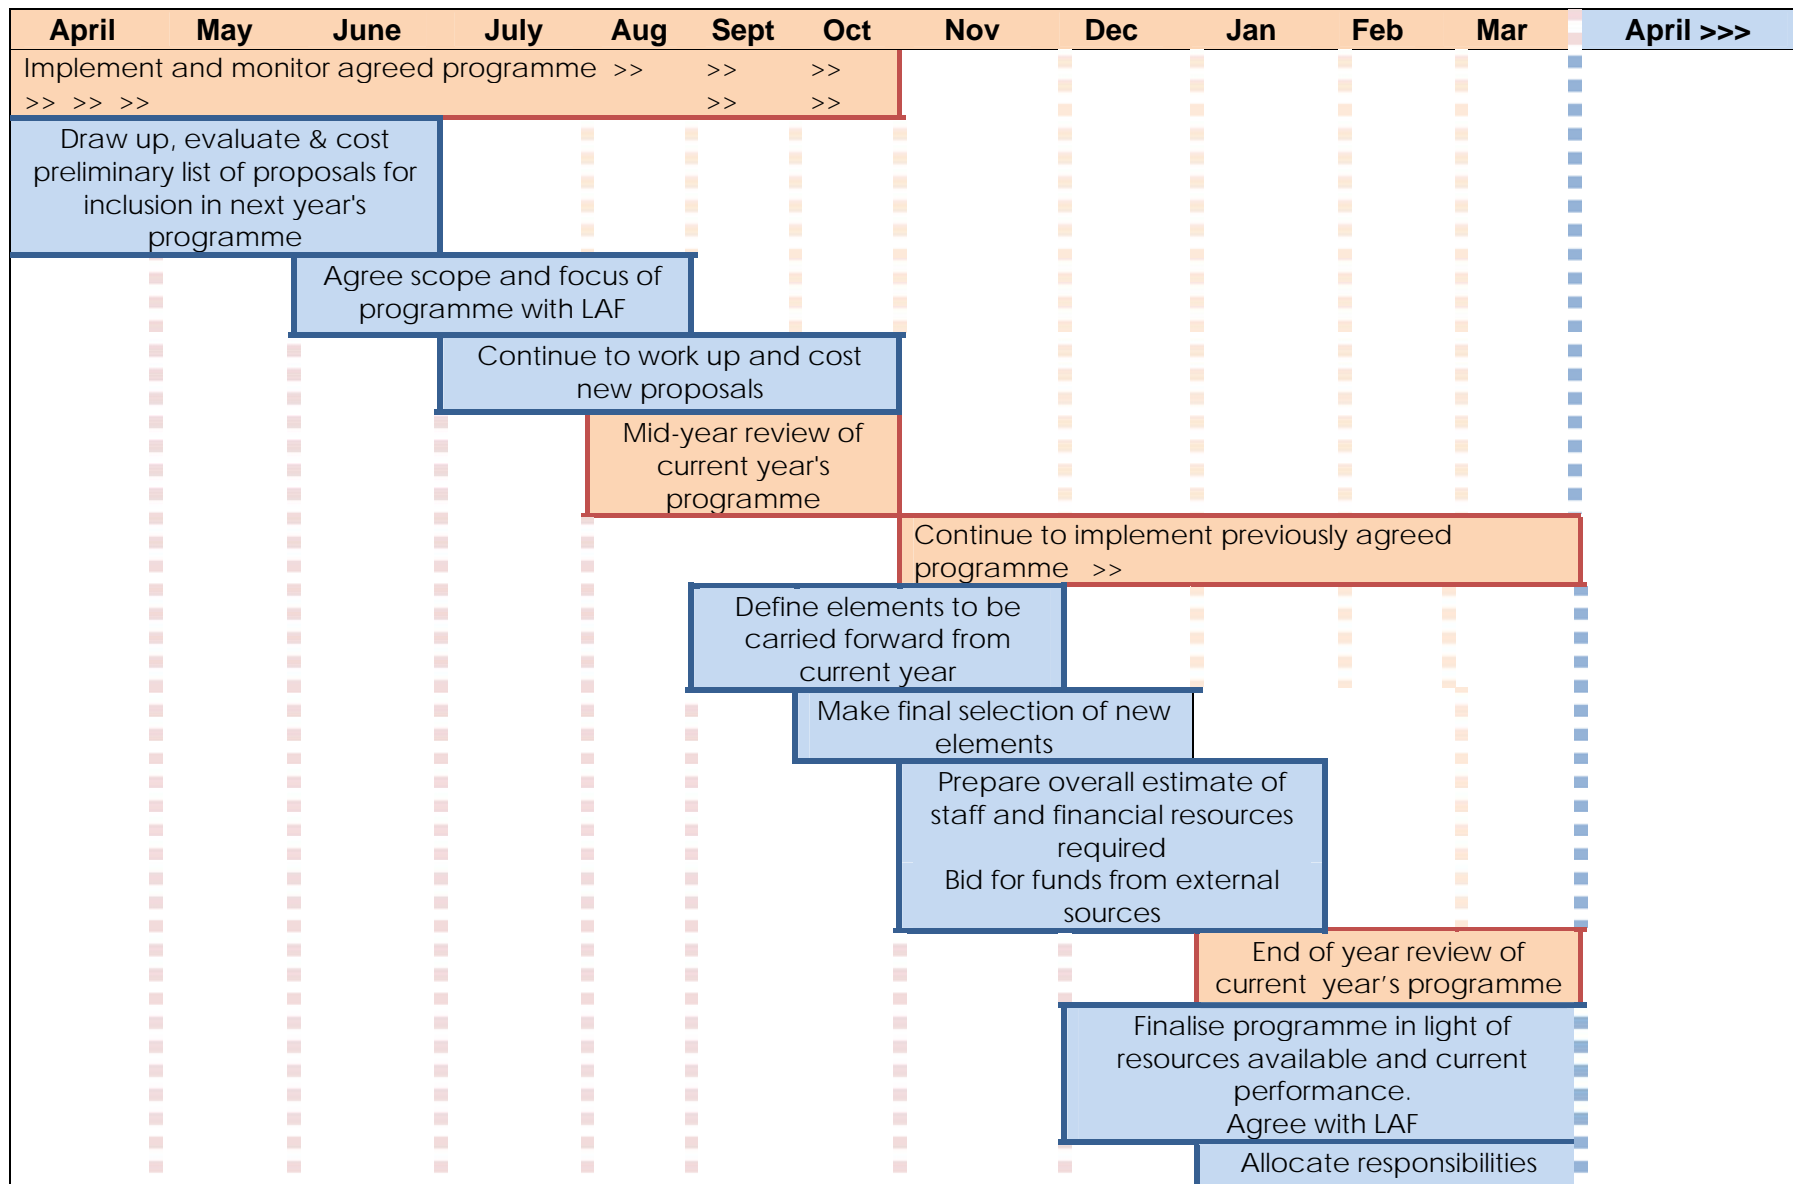 April May June July Aug Sept Oct Nov Dec Jan Feb Mar April >>>
Implement and monitor agreed programme >> >> >>
>> >> >> >> >>
Draw up, evaluate & cost
preliminary list of proposals for
inclusion in next year's
programme
Agree scope and focus of
programme with LAF
Continue to work up and cost
new proposals
Mid-year review of
current year's
programme
Continue to implement previously agreed
programme >>
Define elements to be
carried forward from
current year
Make final selection of new
elements
Prepare overall estimate of
staff and financial resources
required
Bid for funds from external
sources
End of year review of
current year’s programme
Finalise programme in light of
resources available and current
performance.
Agree with LAF
Allocate responsibilities